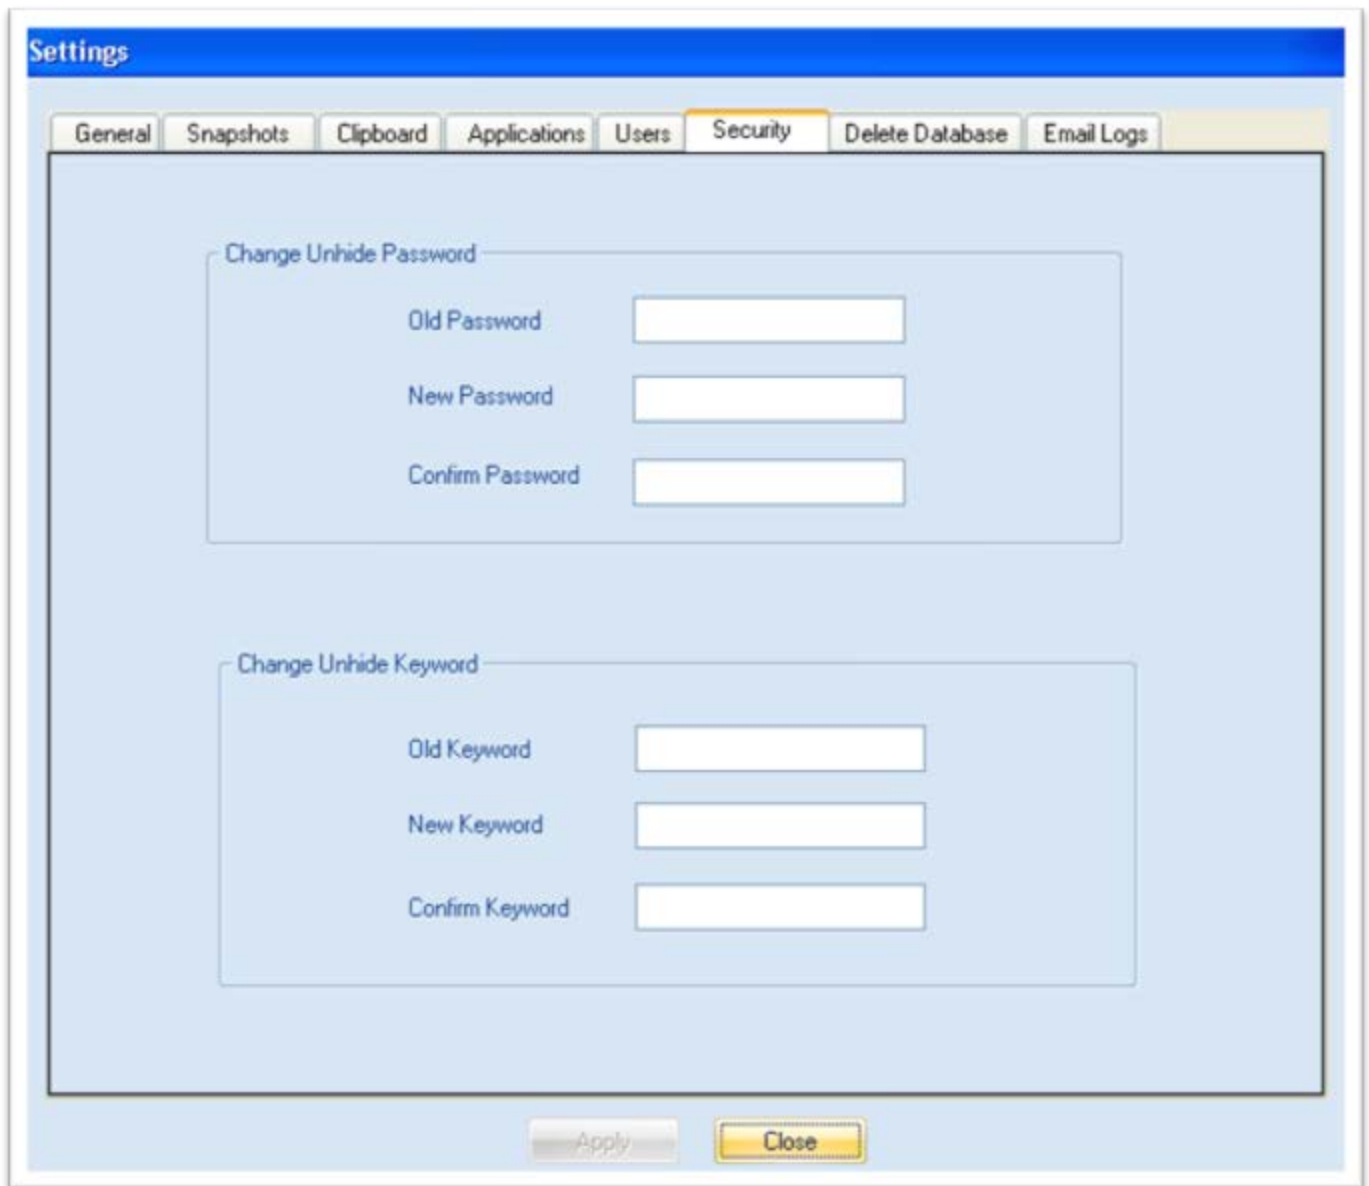 Settings
General Snapshots Clipboard Applications Users Security Delete Database Email Logs
Change Unhide Password
Old Password
New Password
Confirm Password
Change Unhide Keyword
Old Keyword
New Keyword
Confirm Keyword
Apply Close